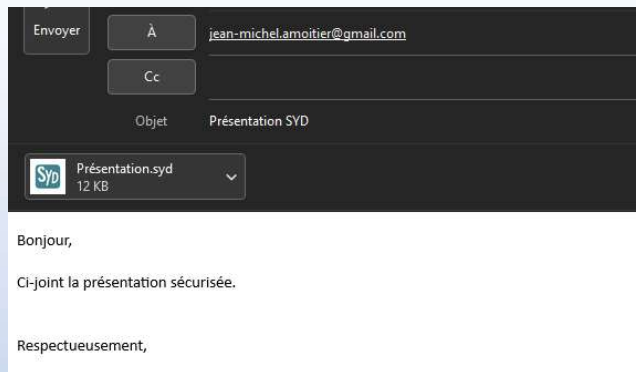 Envoyer
À
jean-michel.amoitier@gmail.com
Cc
Objet
Présentation SYD
SYD
Présentation.syd
12 KB
Bonjour,
Ci-joint la présentation sécurisée.
Respectueusement,